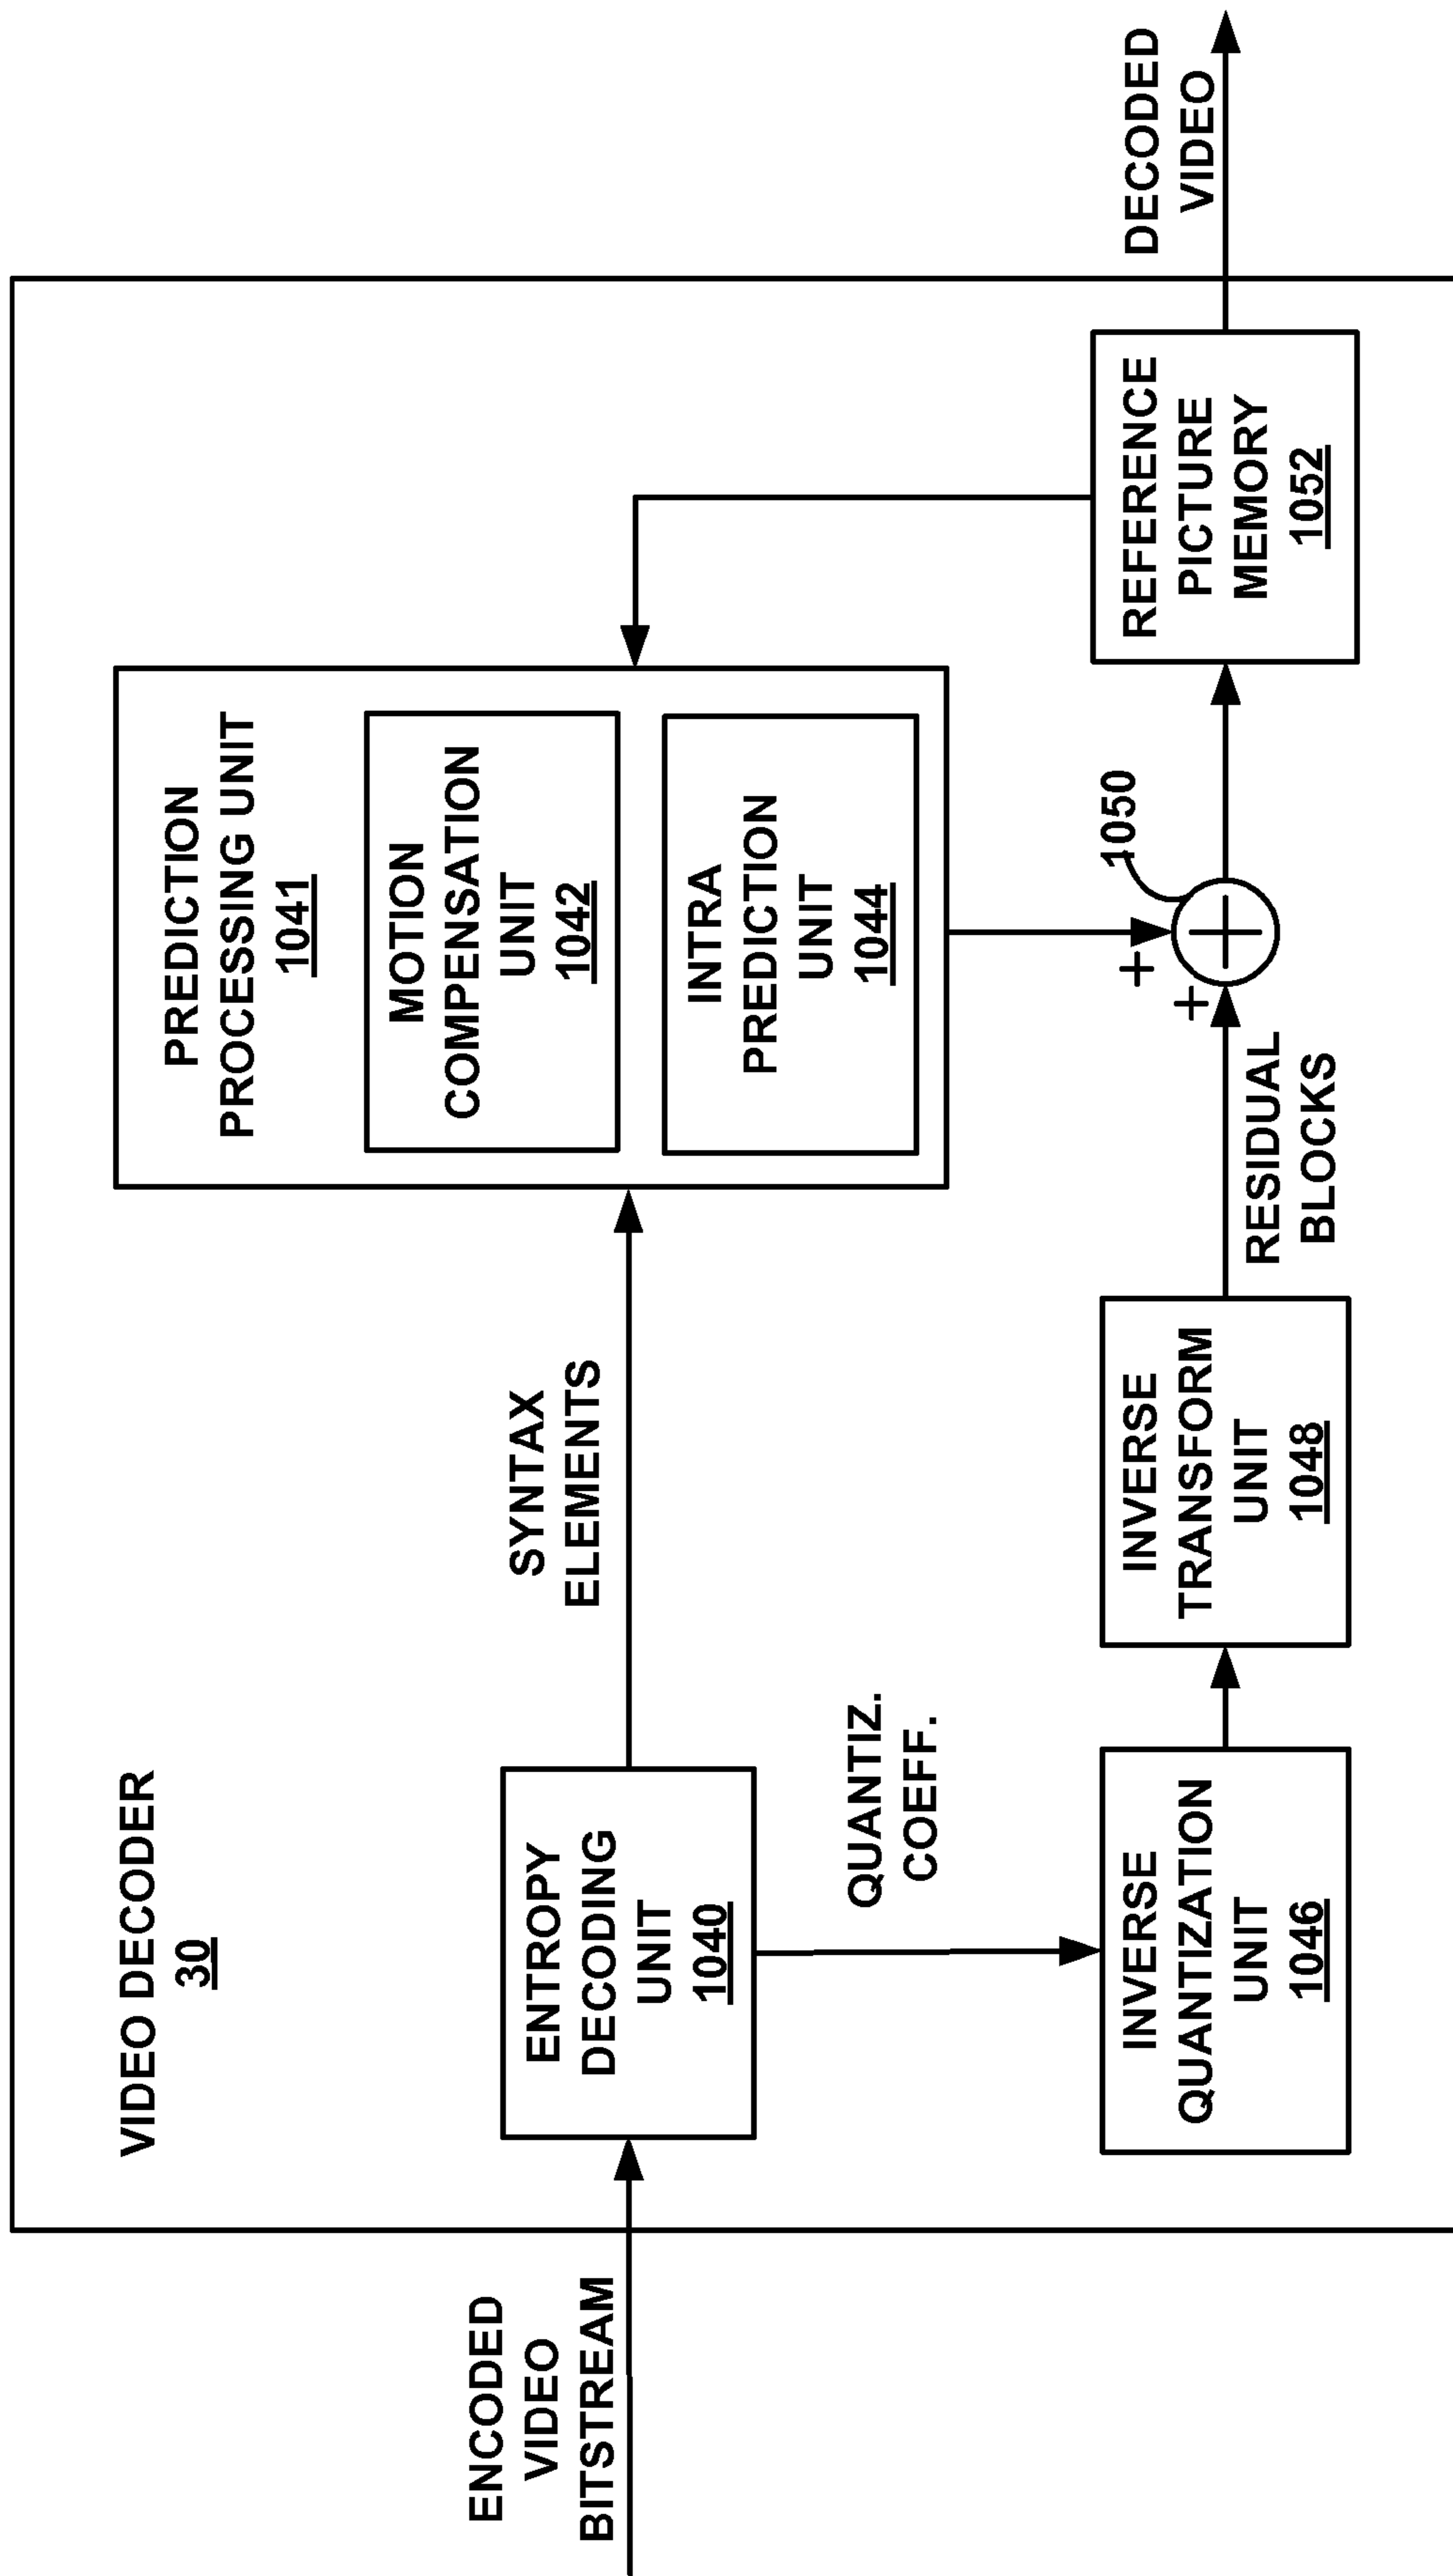 VIDEO DECODER
30
ENCODED
VIDEO
BITSTREAM
ENTROPY
DECODING
UNIT
1040
SYNTAX
ELEMENTS
PREDICTION
PROCESSING UNIT
1041
MOTION
COMPENSATION
UNIT
1042
INTRA
PREDICTION
UNIT
1044
QUANTIZ.
COEFF.
INVERSE
QUANTIZATION
UNIT
1046
INVERSE
TRANSFORM
UNIT
1048
RESIDUAL
BLOCKS
+
+
1050
REFERENCE
PICTURE
MEMORY
1052
DECODED
VIDEO